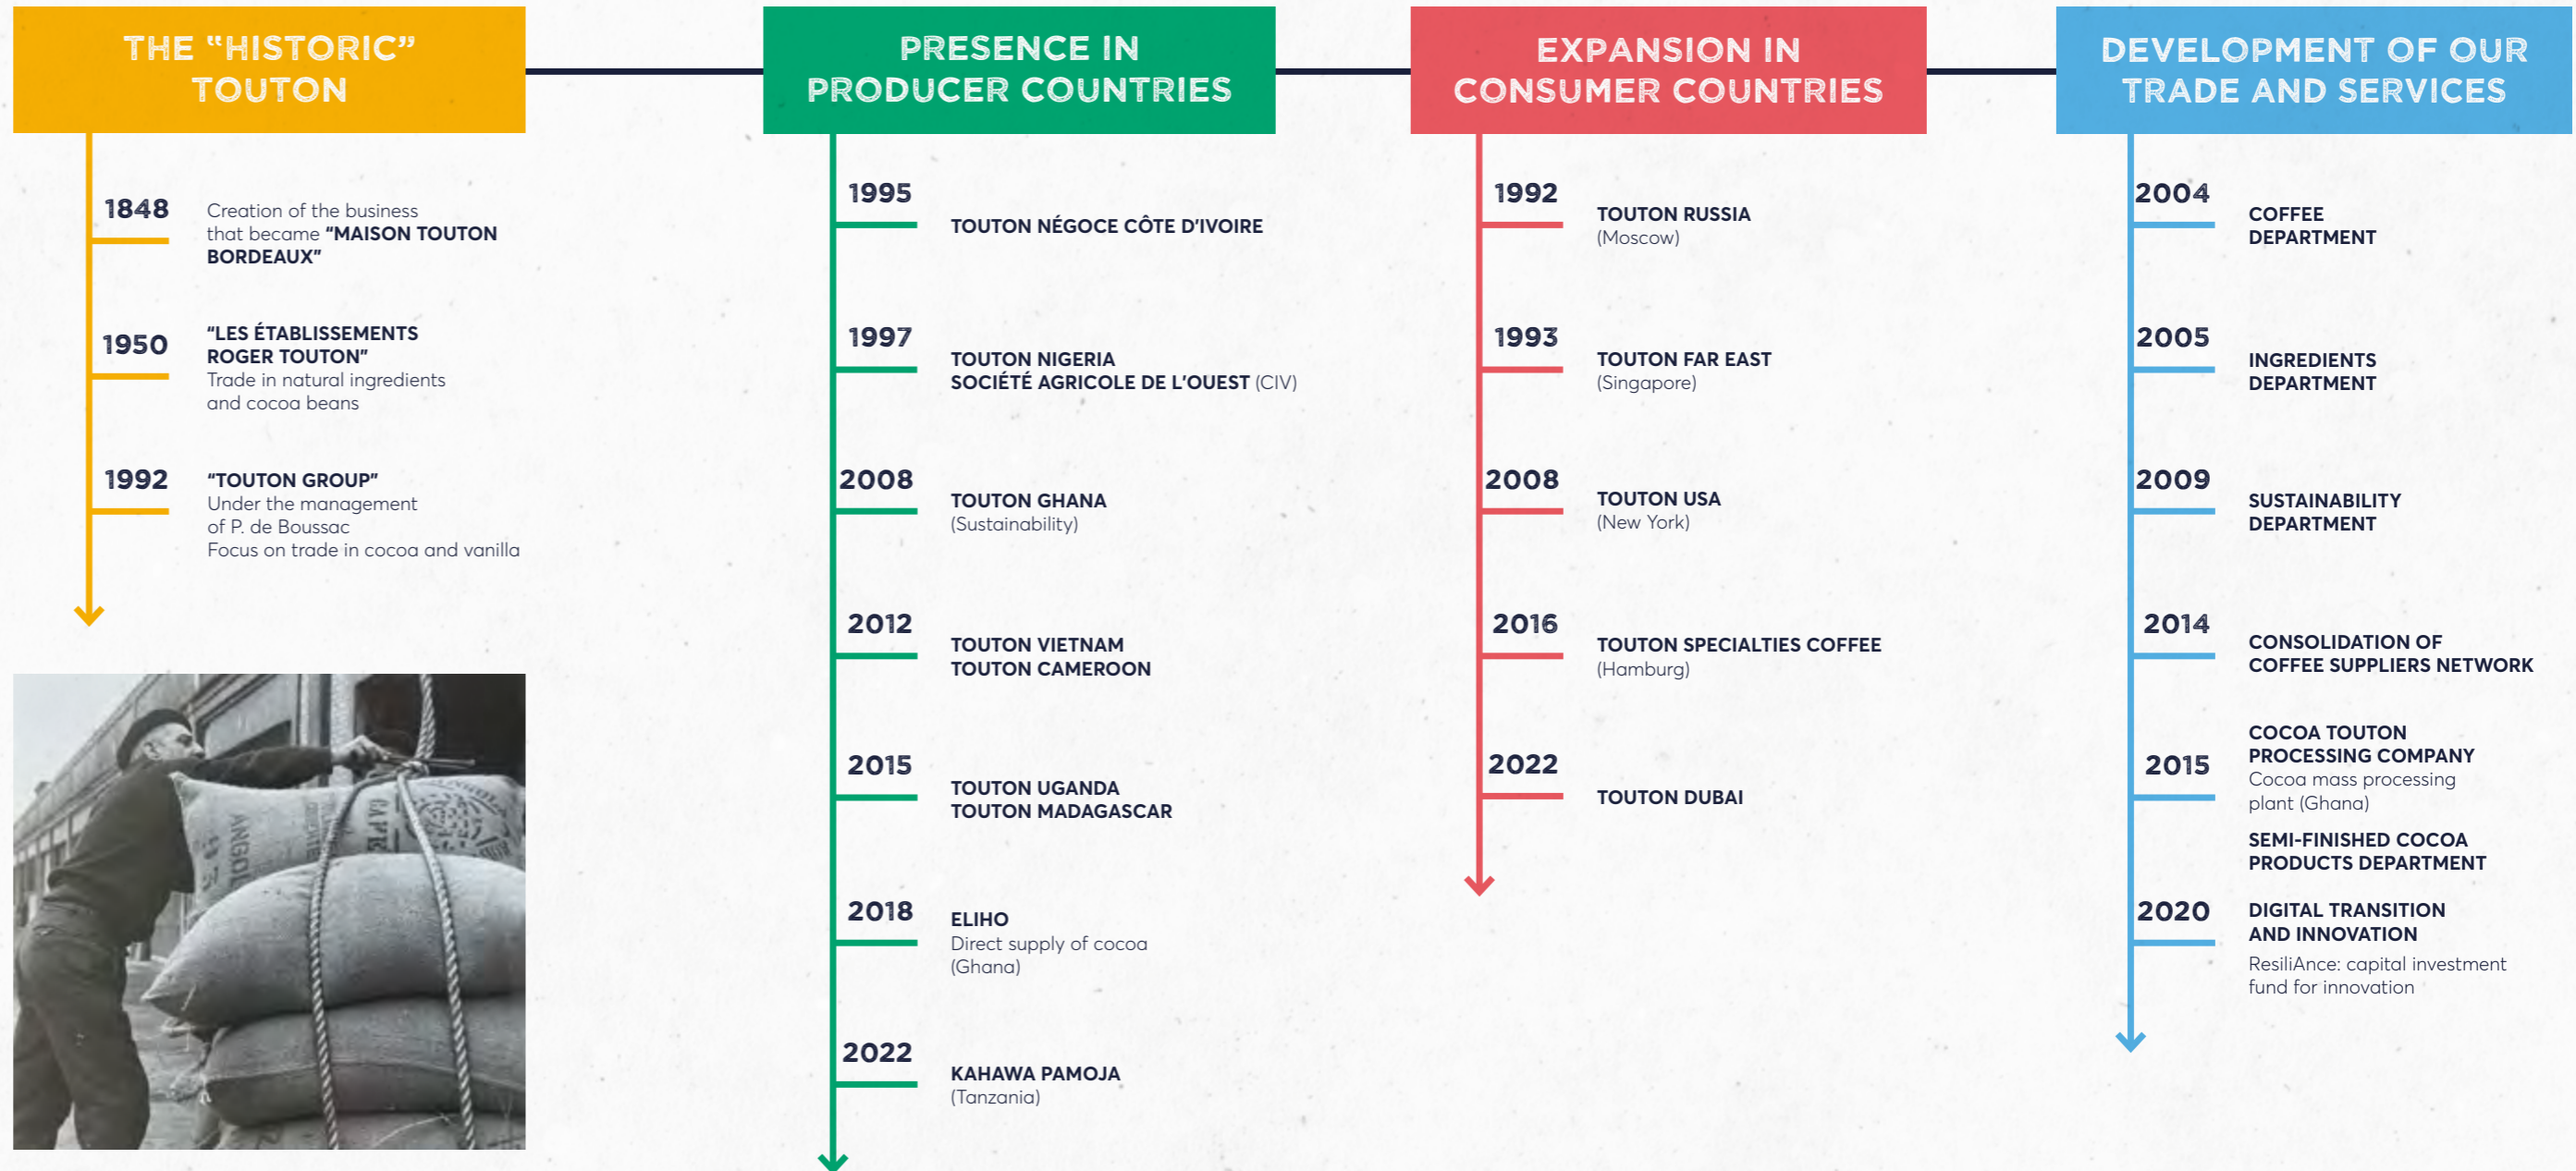 THE “HISTORIC”
TOUTON
1848
Creation of the business
that became “MAISON TOUTON
BORDEAUX”
1950
“LES ÉTABLISSEMENTS
ROGER TOUTON”
Trade in natural ingredients
and cocoa beans
1992
“TOUTON GROUP”
Under the management
of P. de Boussac
Focus on trade in cocoa and vanilla
PRESENCE IN
PRODUCER COUNTRIES
1995
TOUTON NÉGOCE CÔTE D’IVOIRE
1997
TOUTON NIGERIA
SOCIÉTÉ AGRICOLE DE L’OUEST (CIV)
2008
TOUTON GHANA
(Sustainability)
2012
TOUTON VIETNAM
TOUTON CAMEROON
2015
TOUTON UGANDA
TOUTON MADAGASCAR
2018
ELIHO
Direct supply of cocoa
(Ghana)
2022
KAHAWA PAMOJA
(Tanzania)
EXPANSION IN
CONSUMER COUNTRIES
1992
TOUTON RUSSIA
(Moscow)
1993
TOUTON FAR EAST
(Singapore)
2008
TOUTON USA
(New York)
2016
TOUTON SPECIALTIES COFFEE
(Hamburg)
2022
TOUTON DUBAI
DEVELOPMENT OF OUR
TRADE AND SERVICES
2004
COFFEE
DEPARTMENT
2005
INGREDIENTS
DEPARTMENT
2009
SUSTAINABILITY
DEPARTMENT
2014
CONSOLIDATION OF
COFFEE SUPPLIERS NETWORK
2015
COCOA TOUTON
PROCESSING COMPANY
Cocoa mass processing
plant (Ghana)
SEMI-FINISHED COCOA
PRODUCTS DEPARTMENT
2020
DIGITAL TRANSITION
AND INNOVATION
ResiliAnce: capital investment
fund for innovation